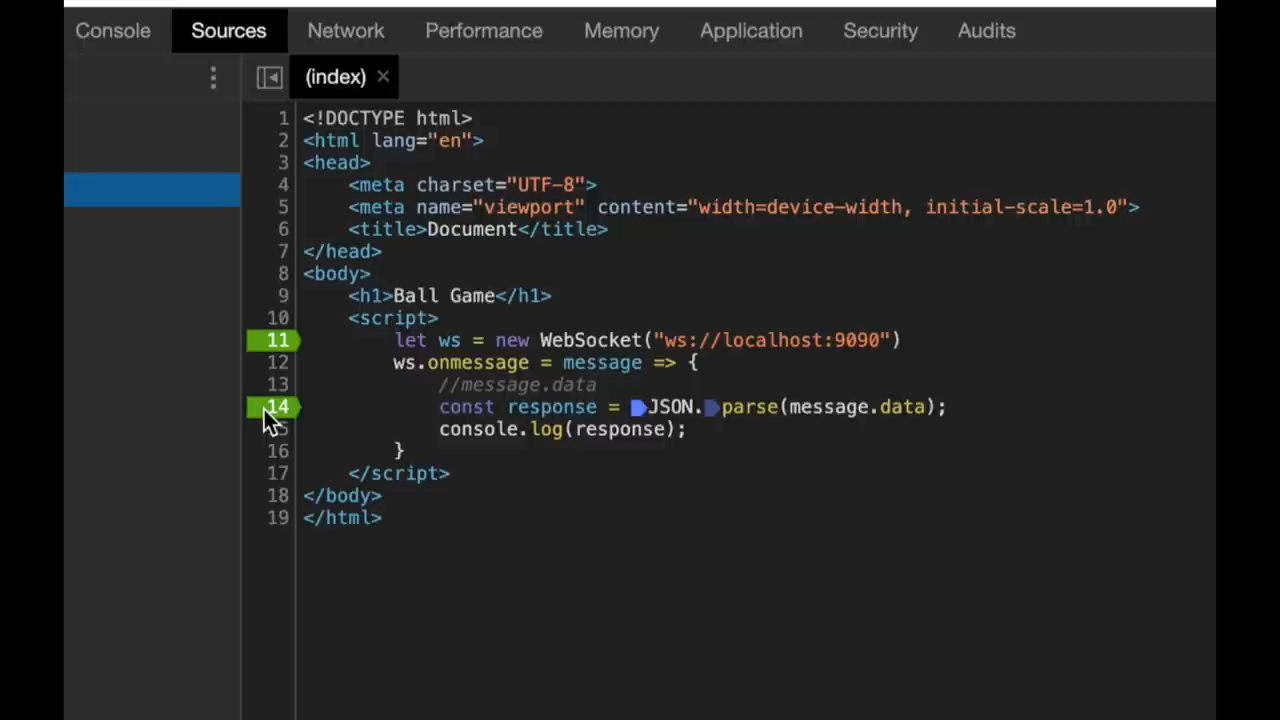 Console Sources Network Performance Memory Application Security Audits
(index) ×
1 <!DOCTYPE html>
2 <html lang="en">
3 <head>
4     <meta charset="UTF-8">
5     <meta name="viewport" content="width=device-width, initial-scale=1.0">
6     <title>Document</title>
7 </head>
8 <body>
9     <h1>Ball Game</h1>
10     <script>
11         let ws = new WebSocket("ws://localhost:9090")
12         ws.onmessage = message => {
13             //message.data
14             const response = JSON.parse(message.data);
15             console.log(response);
16         }
17     </script>
18 </body>
19 </html>